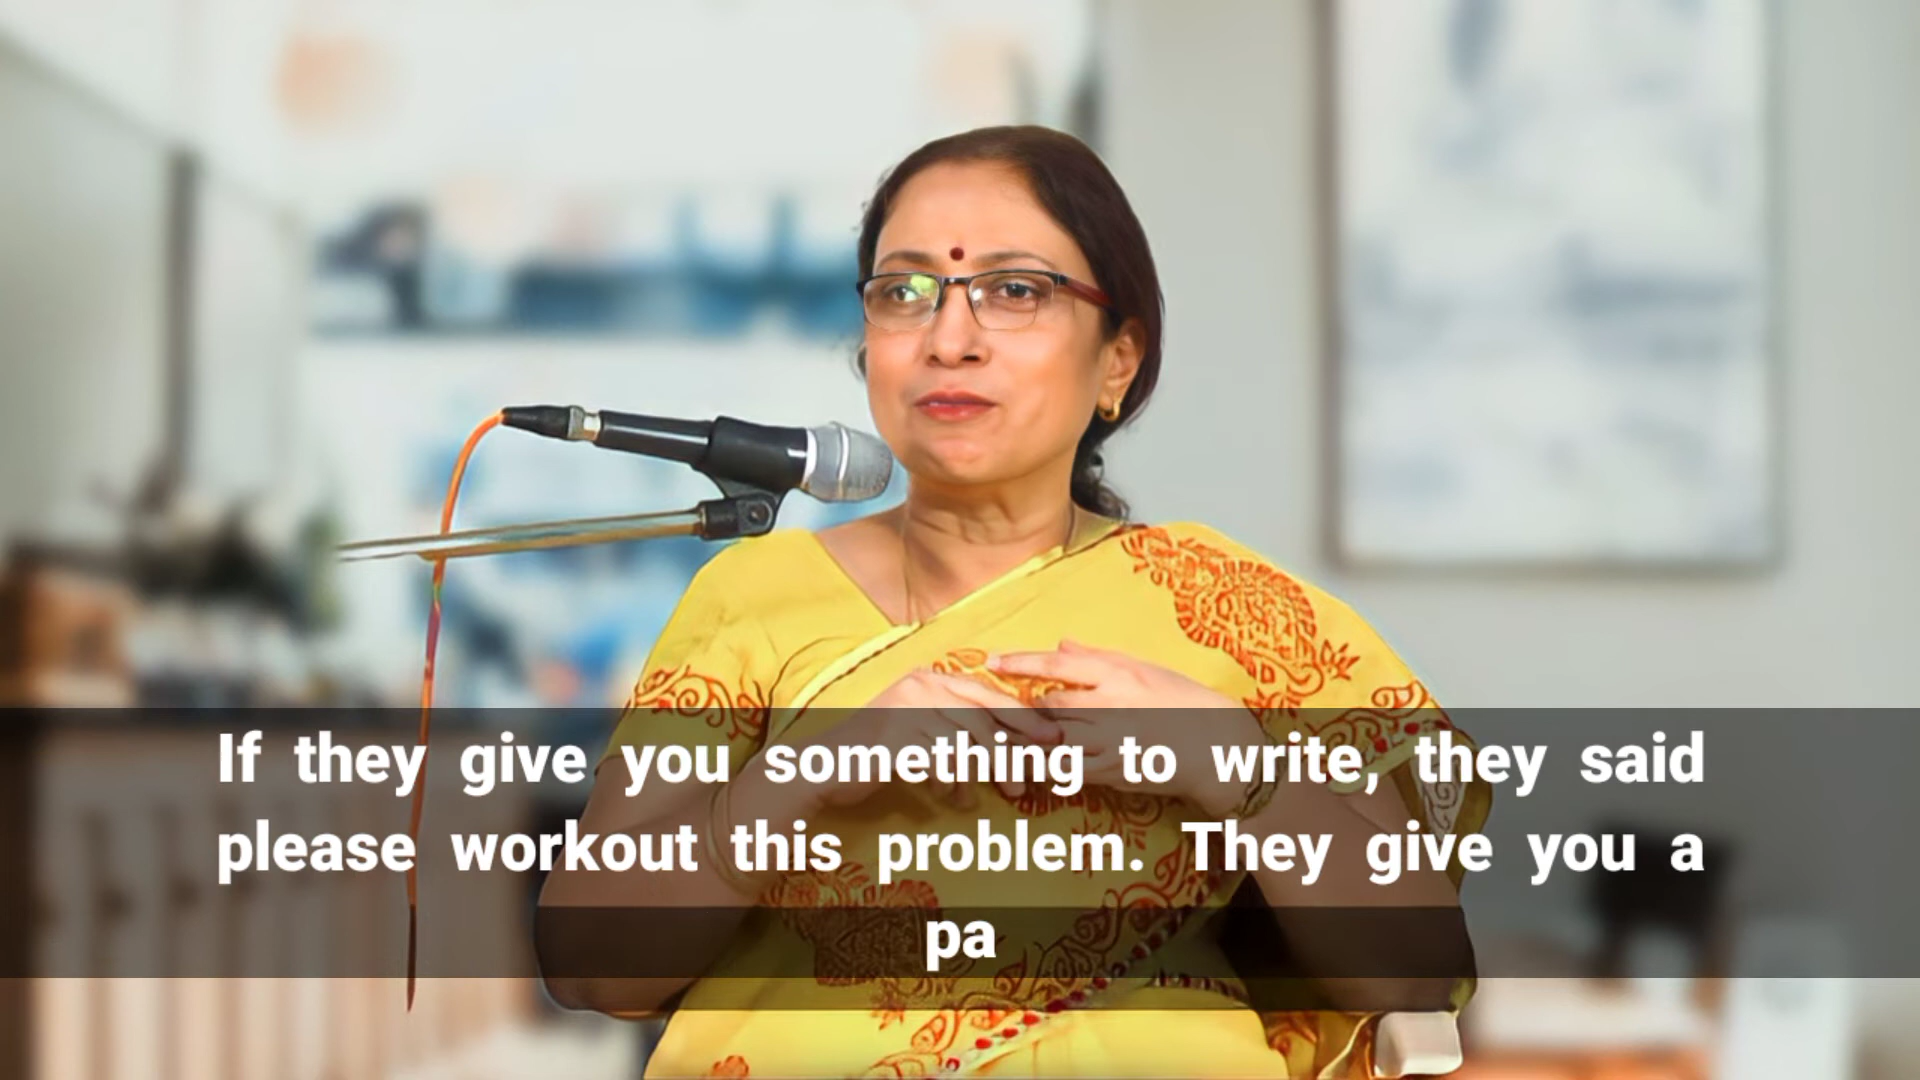 If they give you something to write, they said
please workout this problem. They give you a
pa